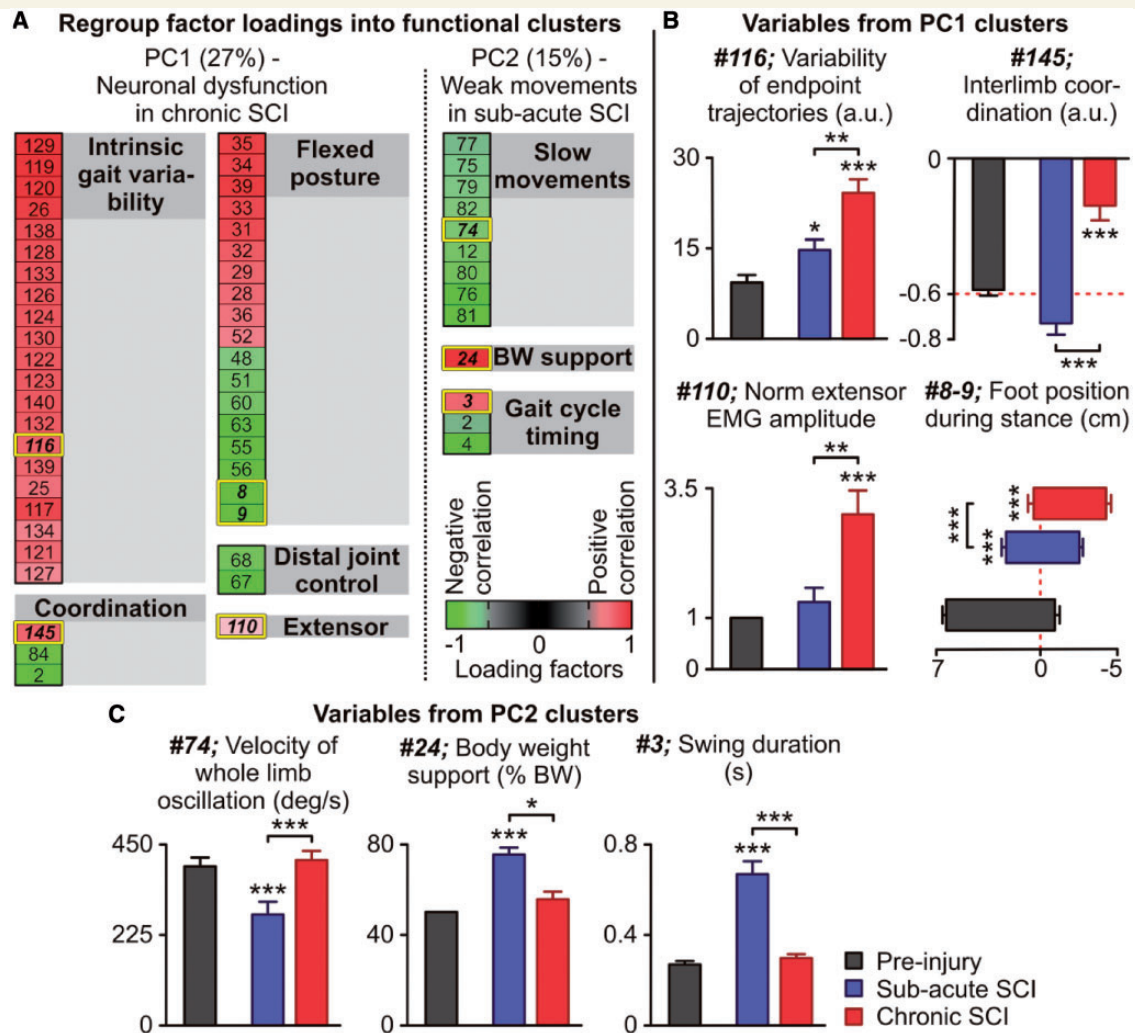 A Regroup factor loadings into functional clusters
PC1 (27%) -
Neuronal dysfunction
in chronic SCI
129
119
120
26
138
128
133
126
124
130
122
123
140
132
116
139
25
117
134
121
127
Intrinsic
gait varia-
bility
Coordination
145
84
2
35
34
39
33
31
32
29
28
36
52
48
51
60
63
55
56
8
9
Flexed
posture
68
67
Distal joint
control
110
Extensor
PC2 (15%) -
Weak movements
in sub-acute SCI
77
75
79
82
74
12
80
76
81
Slow
movements
24
BW support
3
2
4
Gait cycle
timing
Negative
correlation
Positive
correlation
-1 0 1
Loading factors
B Variables from PC1 clusters
#116; Variability
of endpoint
trajectories (a.u.)
30
15
0
*
**
***
#145;
Interlimb coor-
dination (a.u.)
0
-0.6
-0.8
***
***
#110; Norm extensor
EMG amplitude
3.5
1
0
**
***
#8-9; Foot position
during stance (cm)
***
***
***
7 0 -5
C Variables from PC2 clusters
#74; Velocity of
whole limb
oscillation (deg/s)
450
225
0
***
***
#24; Body weight
support (% BW)
80
40
0
***
*
#3; Swing duration
(s)
0.8
0.4
0
***
***
Pre-injury
Sub-acute SCI
Chronic SCI